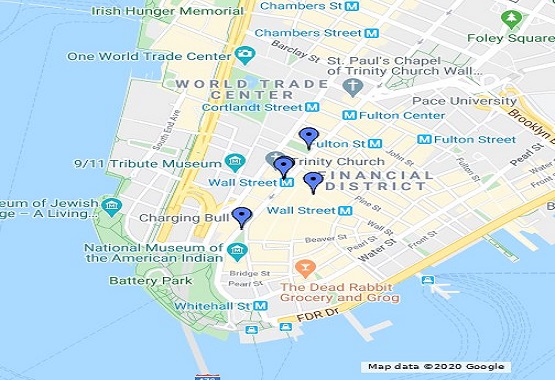 Irish Hunger Memorial
Chambers St M
Chambers Street M
Foley Square
Barclay St
One World Trade Center
St. Paul's Chapel
of Trinity Church Wall...
WORLD TRADE
CENTER
Pace University
Cortlandt Street M
M Fulton Center
Brooklyn
South End Ave
Fulton St M
M Fulton Street
Pearl St
John St
9/11 Tribute Museum
Trinity Church
Fulton St
Wall Street M
FINANCIAL
DISTRICT
eum of Jewish
ge – A Living...
Charging Bull
Wall Street M
Pine St
Front St
National Museum of
the American Indian
Beaver St
Water St
Battery Park
Bridge St
Pearl St
The Dead Rabbit
Grocery and Grog
Whitehall St M
FDR Dr
Map data ©2020 Google
478